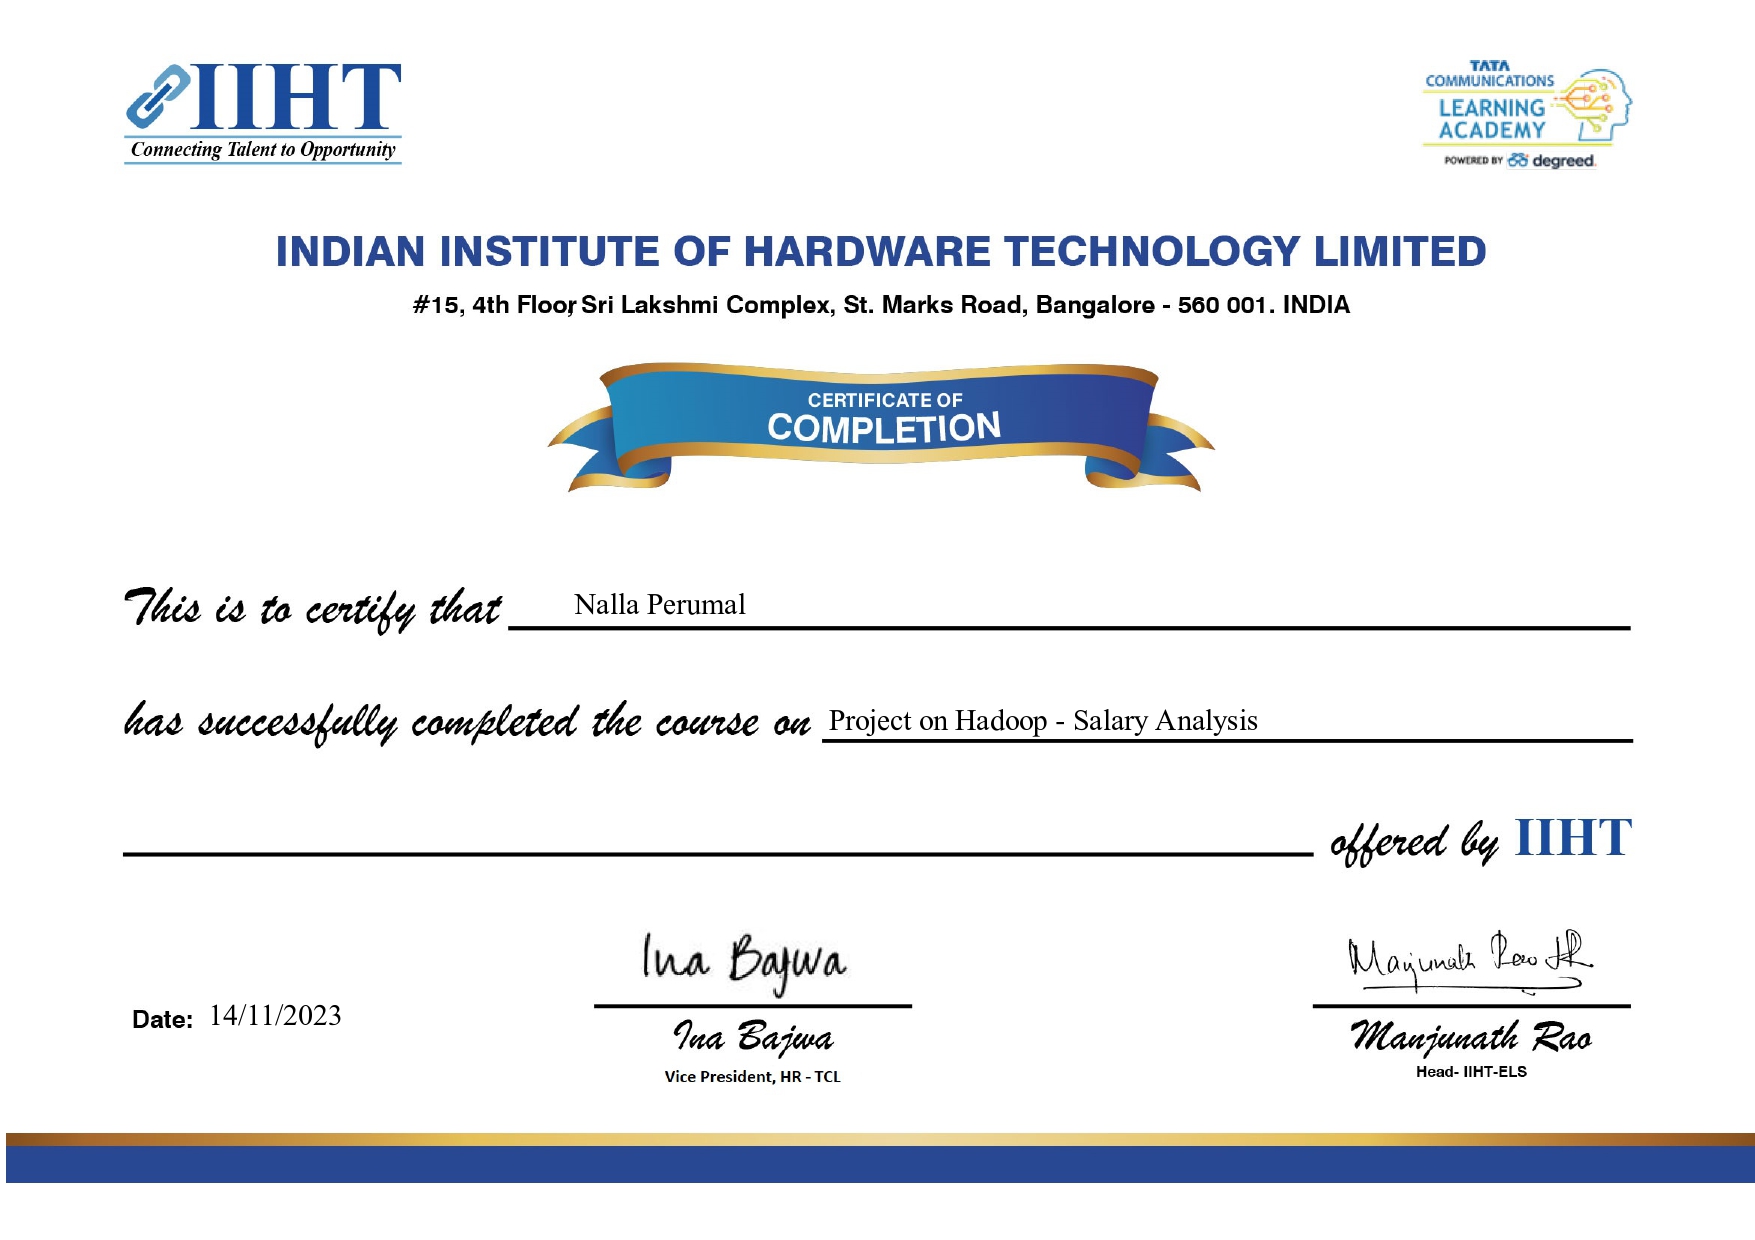 IIHT
Connecting Talent to Opportunity
TATA
COMMUNICATIONS
LEARNING
ACADEMY
POWERED BY degreed.
INDIAN INSTITUTE OF HARDWARE TECHNOLOGY LIMITED
#15, 4th Floor, Sri Lakshmi Complex, St. Marks Road, Bangalore - 560 001. INDIA
CERTIFICATE OF
COMPLETION
This is to certify that Nalla Perumal
has successfully completed the course on Project on Hadoop - Salary Analysis
offered by IIHT
Ina Bajwa
Manjunath Rao HR
Date: 14/11/2023
Ina Bajwa
Manjunath Rao
Vice President, HR - TCL
Head- IIHT-ELS